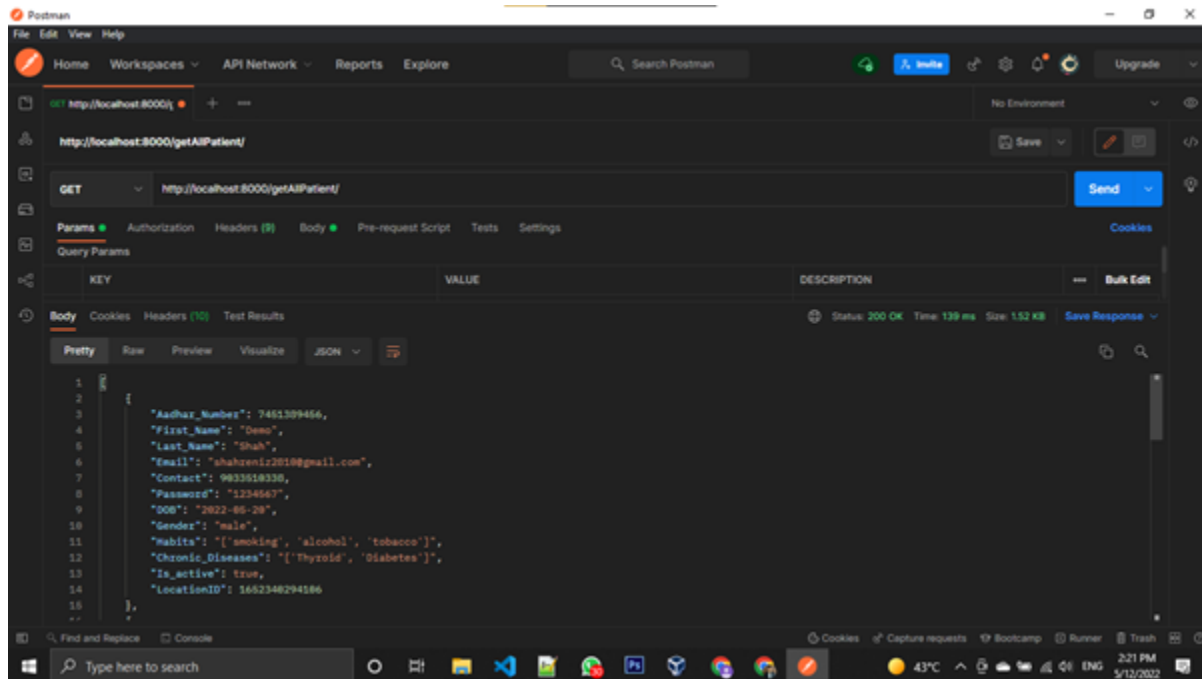 Postman
File Edit View Help
Home Workspaces API Network Reports Explore Search Postman Invite Upgrade
GET http://localhost:8000/g No Environment
http://localhost:8000/getAllPatient/ Save
GET http://localhost:8000/getAllPatient/ Send
Params Authorization Headers (9) Body Pre-request Script Tests Settings Cookies
Query Params
KEY VALUE DESCRIPTION Bulk Edit
Body Cookies Headers (10) Test Results Status: 200 OK Time: 139 ms Size: 1.52 KB Save Response
Pretty Raw Preview Visualize JSON
1 [
2 {
3 "Aadhar_Number": 7451389456,
4 "First_Name": "Demo",
5 "Last_Name": "Shah",
6 "Email": "shahreniz2810@gmail.com",
7 "Contact": 9033510338,
8 "Password": "1234567",
9 "DOB": "2022-05-20",
10 "Gender": "male",
11 "Habits": "['smoking', 'alcohol', 'tobacco']",
12 "Chronic_Diseases": "['Thyroid', 'Diabetes']",
13 "Is_active": true,
14 "LocationID": 1652340294106
15 },
Find and Replace Console Cookies Capture requests Bootcamp Runner Trash
Type here to search Ps 43°C ENG 2:21 PM
5/12/2022